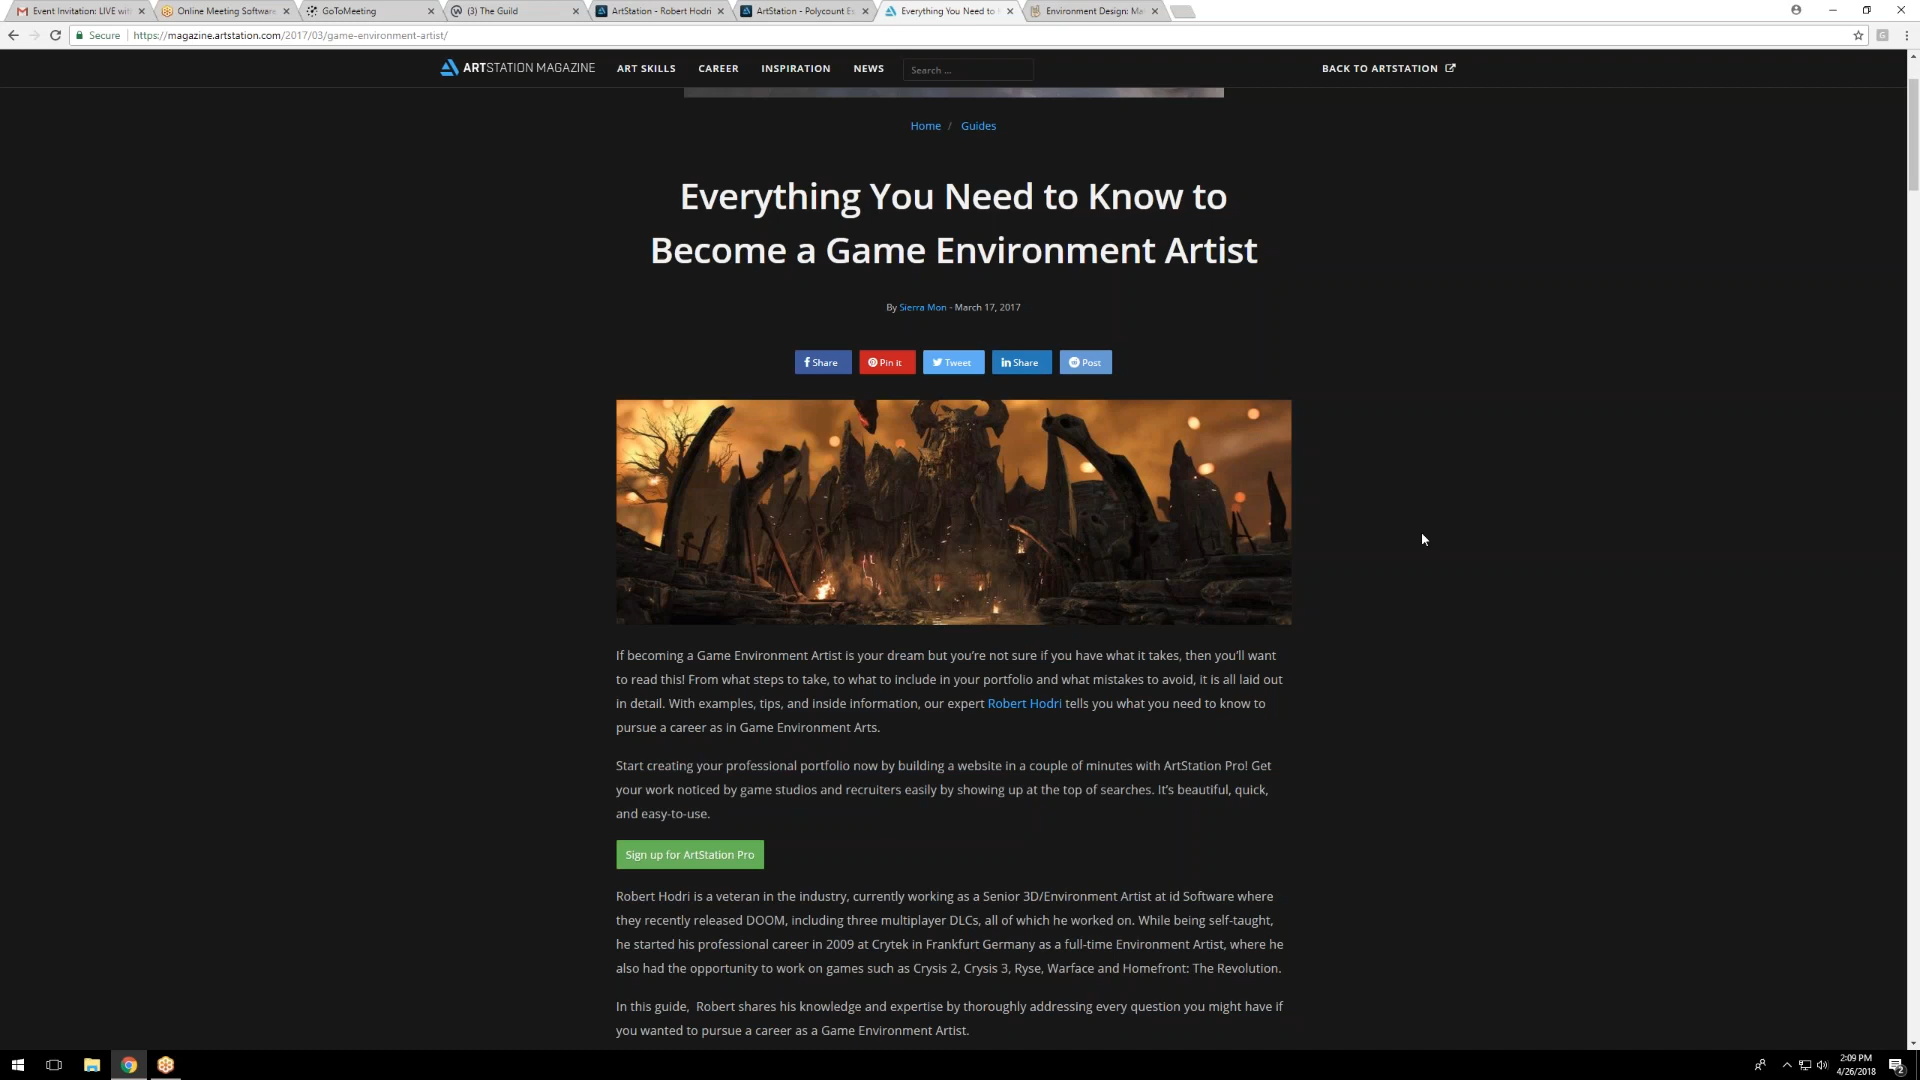 Event Invitation: LIVE wit
Online Meeting Software
GoToMeeting
(3) The Guild
ArtStation - Robert Hodri
ArtStation - Polycount Es
Everything You Need to
Environment Design: Ma
Secure
https://magazine.artstation.com/2017/03/game-environment-artist/
ARTSTATION MAGAZINE
ART SKILLS
CAREER
INSPIRATION
NEWS
Search ...
BACK TO ARTSTATION
Home / Guides
Everything You Need to Know to
Become a Game Environment Artist
By Sierra Mon - March 17, 2017
Share
Pin it
Tweet
Share
Post
If becoming a Game Environment Artist is your dream but you’re not sure if you have what it takes, then you’ll want
to read this! From what steps to take, to what to include in your portfolio and what mistakes to avoid, it is all laid out
in detail. With examples, tips, and inside information, our expert Robert Hodri tells you what you need to know to
pursue a career as in Game Environment Arts.
Start creating your professional portfolio now by building a website in a couple of minutes with ArtStation Pro! Get
your work noticed by game studios and recruiters easily by showing up at the top of searches. It’s beautiful, quick,
and easy-to-use.
Sign up for ArtStation Pro
Robert Hodri is a veteran in the industry, currently working as a Senior 3D/Environment Artist at id Software where
they recently released DOOM, including three multiplayer DLCs, all of which he worked on. While being self-taught,
he started his professional career in 2009 at Crytek in Frankfurt Germany as a full-time Environment Artist, where he
also had the opportunity to work on games such as Crysis 2, Crysis 3, Ryse, Warface and Homefront: The Revolution.
In this guide, Robert shares his knowledge and expertise by thoroughly addressing every question you might have if
you wanted to pursue a career as a Game Environment Artist.
2:09 PM
4/26/2018
2